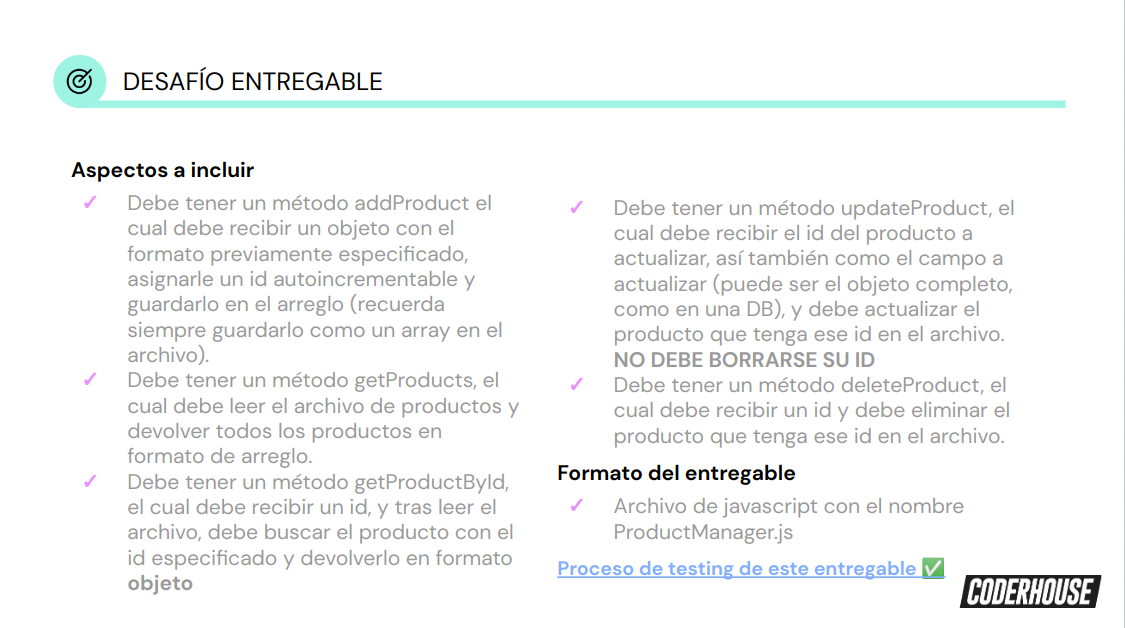 DESAFÍO ENTREGABLE
Aspectos a incluir
✓ Debe tener un método addProduct el
cual debe recibir un objeto con el
formato previamente especificado,
asignarle un id autoincrementable y
guardarlo en el arreglo (recuerda
siempre guardarlo como un array en el
archivo).
✓ Debe tener un método getProducts, el
cual debe leer el archivo de productos y
devolver todos los productos en
formato de arreglo.
✓ Debe tener un método getProductById,
el cual debe recibir un id, y tras leer el
archivo, debe buscar el producto con el
id especificado y devolverlo en formato
objeto
✓ Debe tener un método updateProduct, el
cual debe recibir el id del producto a
actualizar, así también como el campo a
actualizar (puede ser el objeto completo,
como en una DB), y debe actualizar el
producto que tenga ese id en el archivo.
NO DEBE BORRARSE SU ID
✓ Debe tener un método deleteProduct, el
cual debe recibir un id y debe eliminar el
producto que tenga ese id en el archivo.
Formato del entregable
✓ Archivo de javascript con el nombre
ProductManager.js
Proceso de testing de este entregable ✅
CODERHOUSE